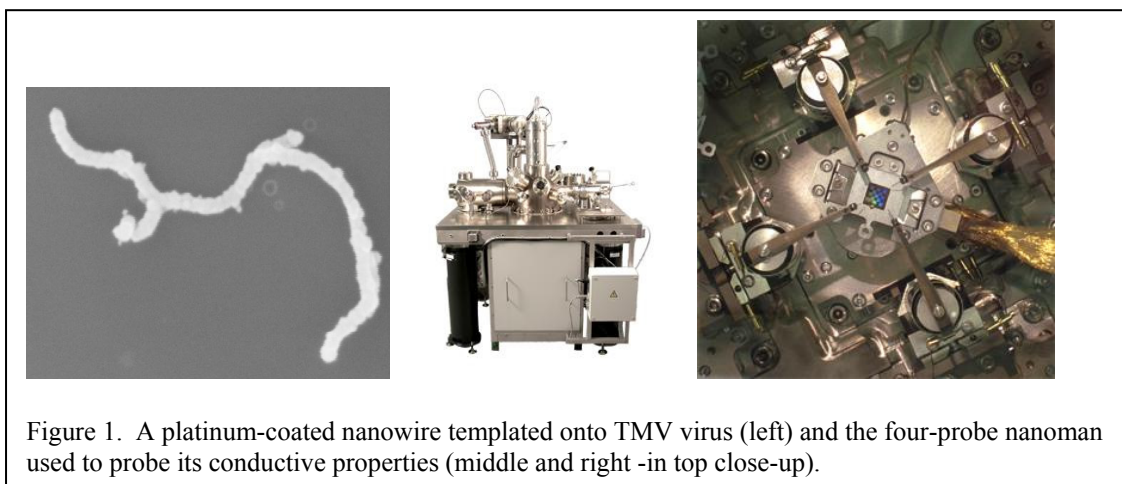 Figure 1.  A platinum-coated nanowire templated onto TMV virus (left) and the four-probe nanoman
used to probe its conductive properties (middle and right -in top close-up).